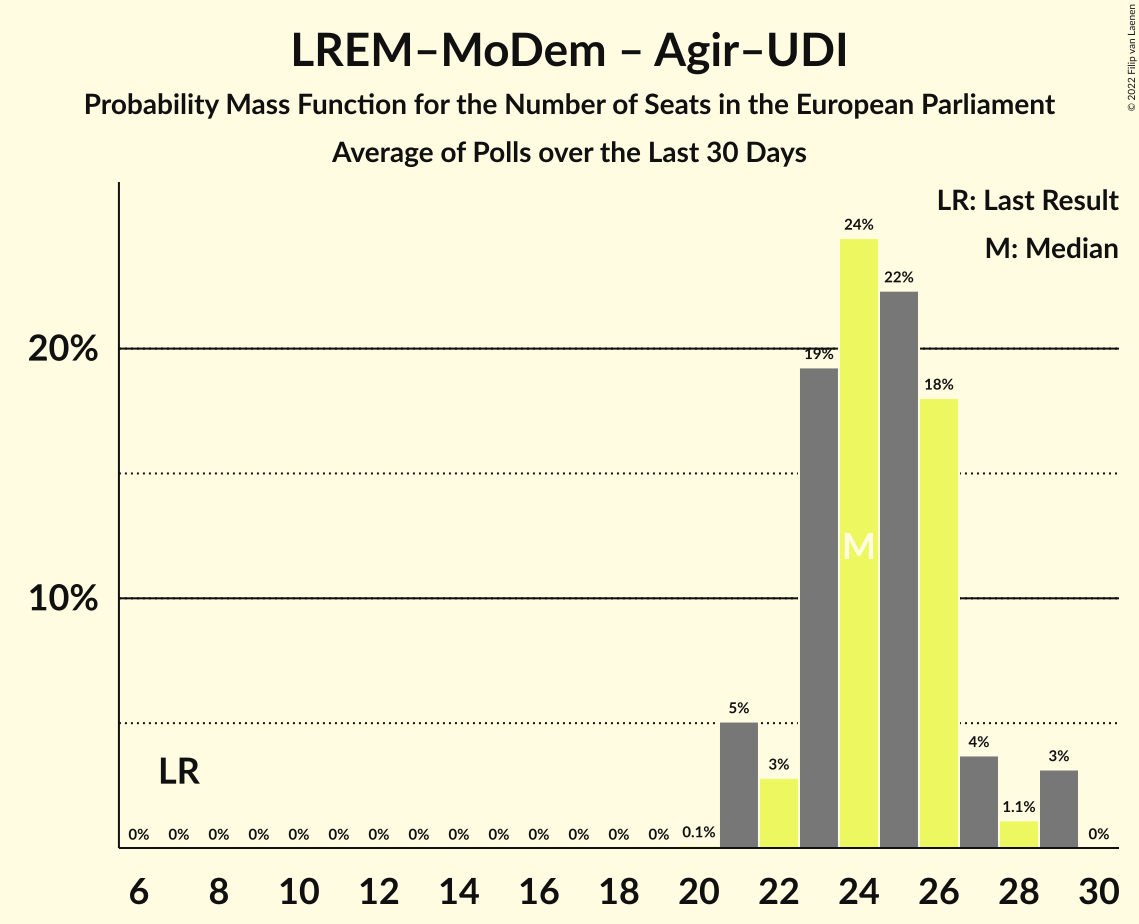 LREM–MoDem – Agir–UDI
Probability Mass Function for the Number of Seats in the European Parliament
Average of Polls over the Last 30 Days
© 2022 Filip van Laenen
LR: Last Result
M: Median
24%
22%
20%
19%
18%
M
10%
5%
4%
3%
3%
LR
1.1%
0% 0% 0% 0% 0% 0% 0% 0% 0% 0% 0% 0% 0% 0% 0.1% 0%
6 8 10 12 14 16 18 20 22 24 26 28 30